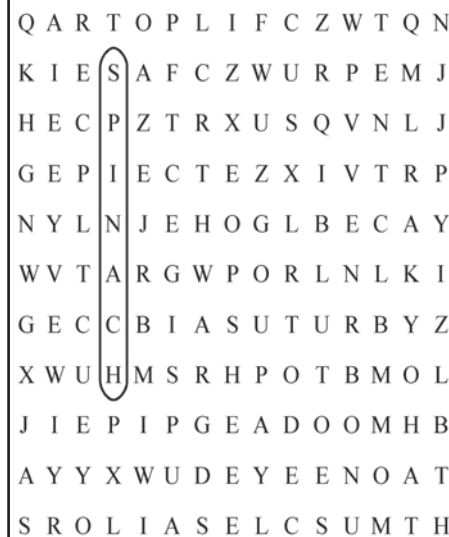 Q A R T O P L I F C Z W T Q N
K I E S A F C Z W U R P E M J
H E C P Z T R X U S Q V N L J
G E P I E C T E Z X I V T R P
N Y L N J E H O G L B E C A Y
W V T A R G W P O R L N L K I
G E C C B I A S U T U R B Y Z
X W U H M S R H P O T B M O L
J I E P I P G E A D O O M H B
A Y Y X W U D E Y E E N O A T
S R O L I A S E L C S U M T H